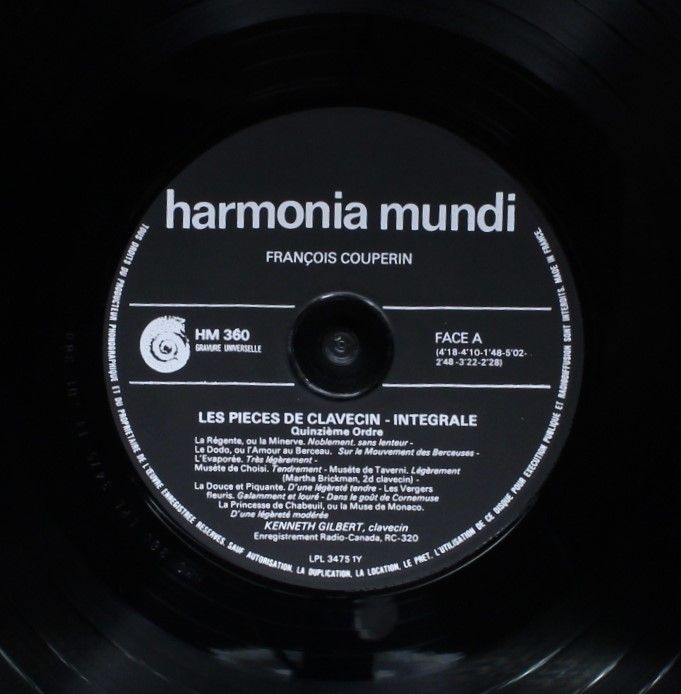 harmonia mundi
FRANÇOIS COUPERIN
HM 360
GRAVURE UNIVERSELLE
FACE A
(4'18-4'10-1'48-5'02-
2'48-3'22-2'28)
LES PIECES DE CLAVECIN - INTEGRALE
Quinzième Ordre
La Régente, ou la Minerve. Noblement. sans lenteur -
Le Dodo, ou l'Amour au Berceau. Sur le Mouvement des Berceuses -
L'Evaporée. Très légèrement -
Muséte de Choisi. Tendrement - Muséte de Taverni. Légèrement
(Martha Brickman, 2d clavecin) -
La Douce et Piquante. D'une légèreté tendre - Les Vergers
fleuris. Galamment et louré - Dans le goût de Cornemuse
La Princesse de Chabeuil, ou la Muse de Monaco.
D'une légèreté modérée
KENNETH GILBERT, clavecin
Enregistrement Radio-Canada, RC-320
LPL 3475 1Y
TOUS DROITS DU PRODUCTEUR PHONOGRAPHIQUE ET DU PROPRIETAIRE DE L'ŒUVRE ENREGISTREE RESERVES. SAUF AUTORISATION, LA DUPLICATION, LA LOCATION, LE PRET, L'UTILISATION DE CE DISQUE POUR EXECUTION PUBLIQUE ET RADIODIFFUSION SONT INTERDITS. MADE IN FRANCE.